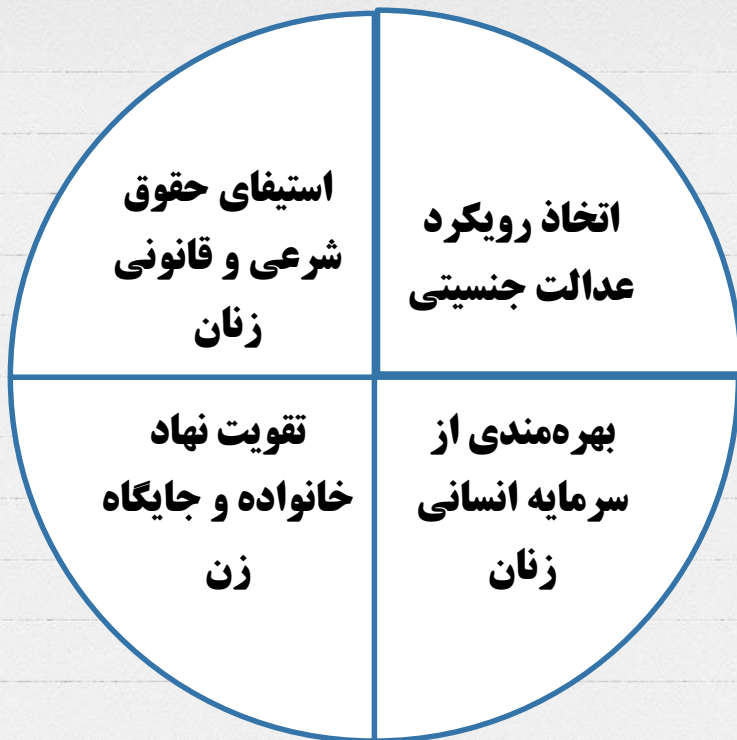 اتخاذ رویکرد
عدالت جنسیتی
استیفای حقوق
شرعی و قانونی
زنان
بهره‌مندی از
سرمایه انسانی
زنان
تقویت نهاد
خانواده و جایگاه
زن